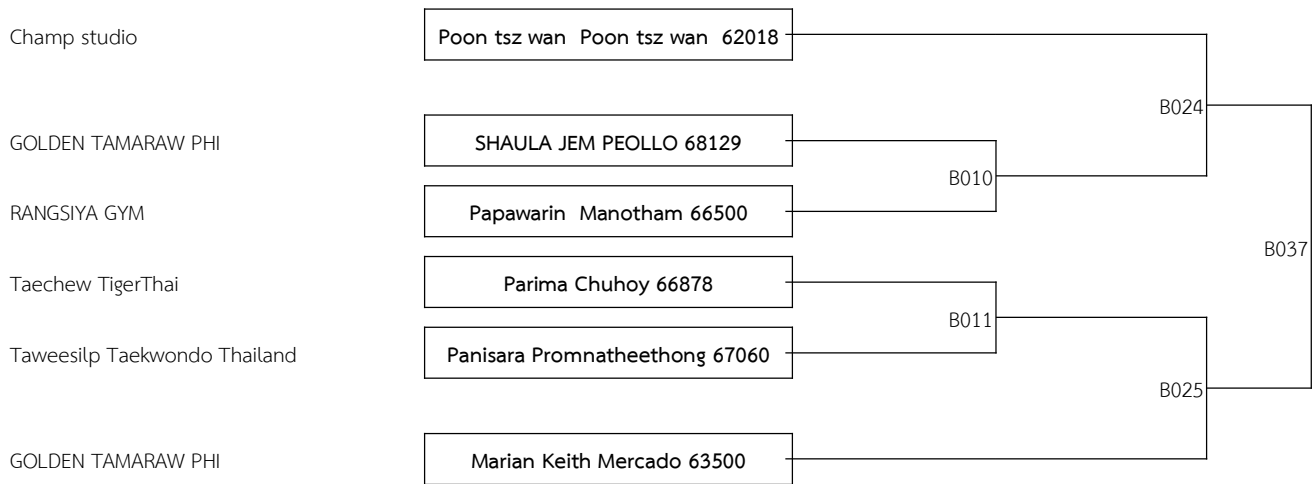 Champ studio
Poon tsz wan  Poon tsz wan  62018
B024
GOLDEN TAMARAW PHI
SHAULA JEM PEOLLO 68129
B010
RANGSIYA GYM
Papawarin  Manotham 66500
B037
Taechew TigerThai
Parima Chuhoy 66878
B011
Taweesilp Taekwondo Thailand
Panisara Promnatheethong 67060
B025
GOLDEN TAMARAW PHI
Marian Keith Mercado 63500